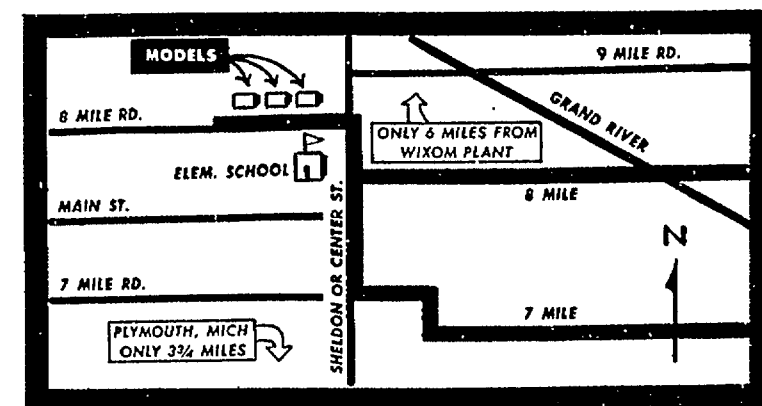 MODELS
9 MILE RD.
8 MILE RD.
GRAND RIVER
ONLY 6 MILES FROM
WIXOM PLANT
ELEM. SCHOOL
8 MILE
MAIN ST.
SHELDON OR CENTER ST.
N
7 MILE RD.
7 MILE
PLYMOUTH, MICH
ONLY 3¾ MILES